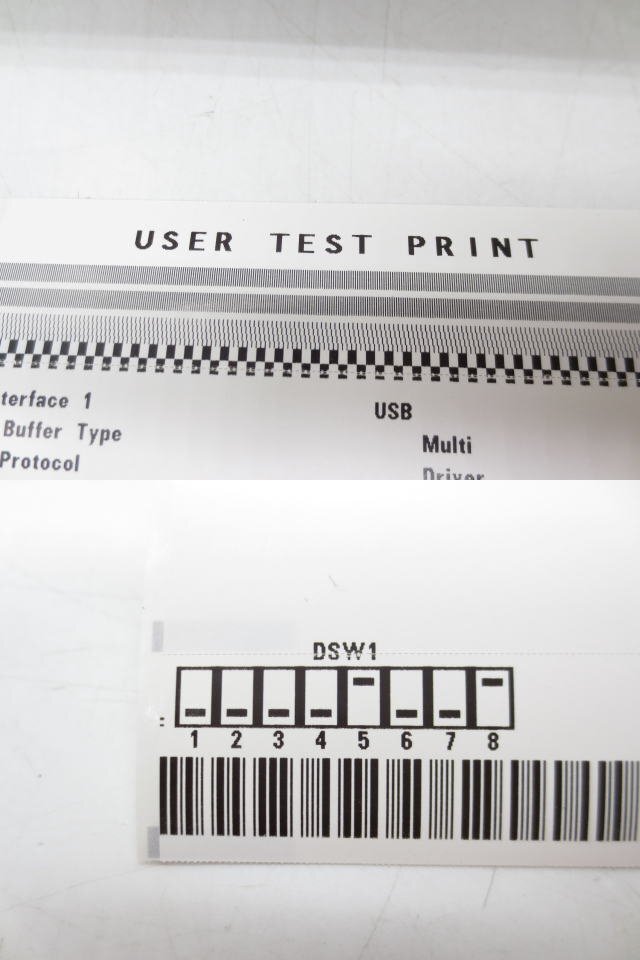 USER TEST PRINT
terface 1 USB
Buffer Type Multi
Protocol Driver
DSW1
:
1 2 3 4 5 6 7 8